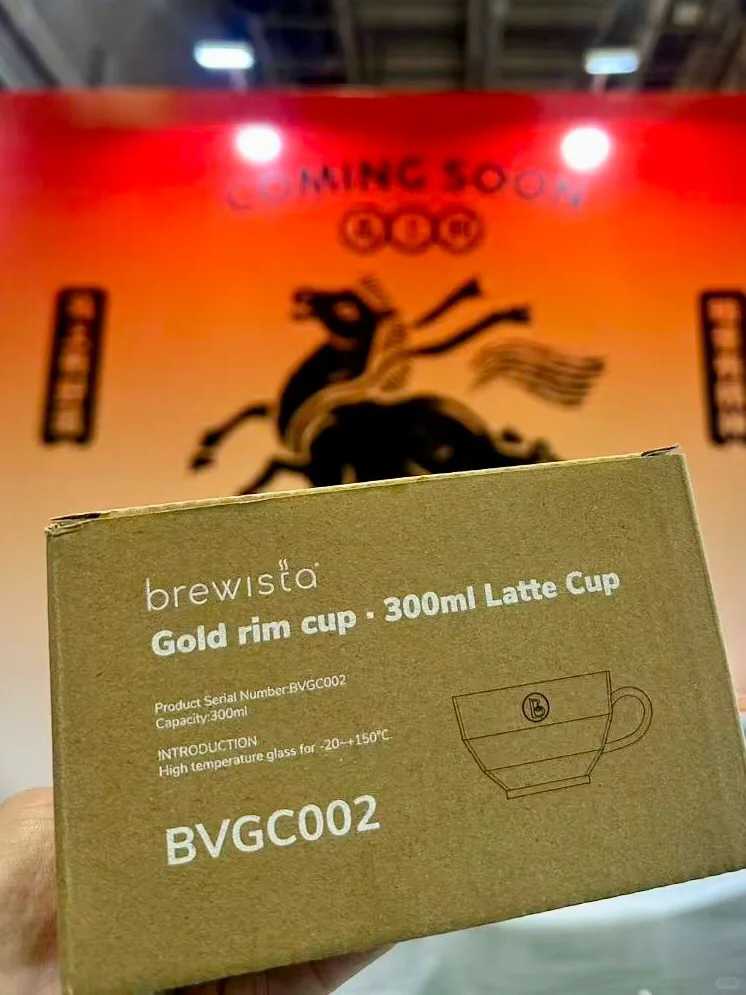 COMING SOON
brewista
Gold rim cup · 300ml Latte Cup
Product Serial Number:BVGC002
Capacity:300ml
INTRODUCTION
High temperature glass for -20~+150°C
BVGC002